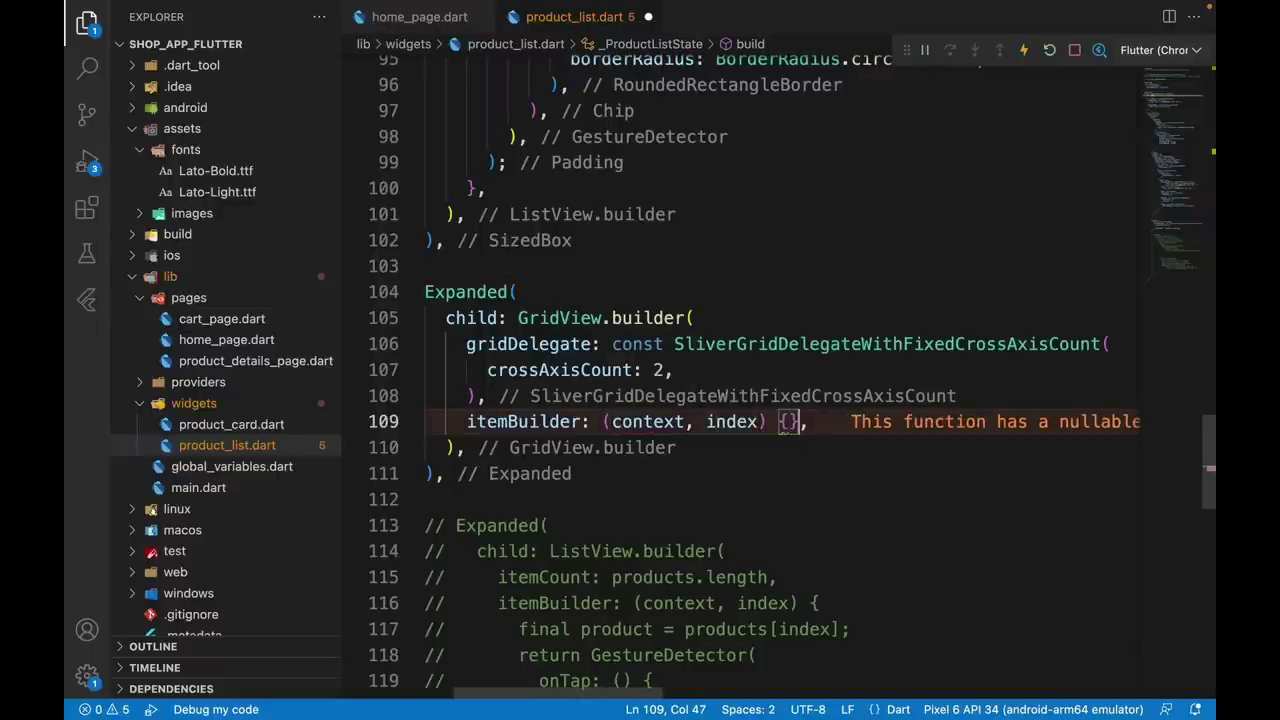 EXPLORER
SHOP_APP_FLUTTER
.dart_tool
.idea
android
assets
fonts
Aa Lato-Bold.ttf
Aa Lato-Light.ttf
images
build
ios
lib
pages
cart_page.dart
home_page.dart
product_details_page.dart
providers
widgets
product_card.dart
product_list.dart 5
global_variables.dart
main.dart
linux
macos
test
web
windows
.gitignore
.metadata
OUTLINE
TIMELINE
DEPENDENCIES
1
3
1
home_page.dart
product_list.dart 5
lib > widgets > product_list.dart > _ProductListState > build
Flutter (Chror
95 borderRadius: BorderRadius.circ
96 ), // RoundedRectangleBorder
97 ), // Chip
98 ), // GestureDetector
99 ); // Padding
100 },
101 ), // ListView.builder
102 ), // SizedBox
103
104 Expanded(
105 child: GridView.builder(
106 gridDelegate: const SliverGridDelegateWithFixedCrossAxisCount(
107 crossAxisCount: 2,
108 ), // SliverGridDelegateWithFixedCrossAxisCount
109 itemBuilder: (context, index) {}, This function has a nullable
110 ), // GridView.builder
111 ), // Expanded
112
113 // Expanded(
114 // child: ListView.builder(
115 // itemCount: products.length,
116 // itemBuilder: (context, index) {
117 // final product = products[index];
118 // return GestureDetector(
119 // onTap: () {
0 5 Debug my code Ln 109, Col 47 Spaces: 2 UTF-8 LF {} Dart Pixel 6 API 34 (android-arm64 emulator)